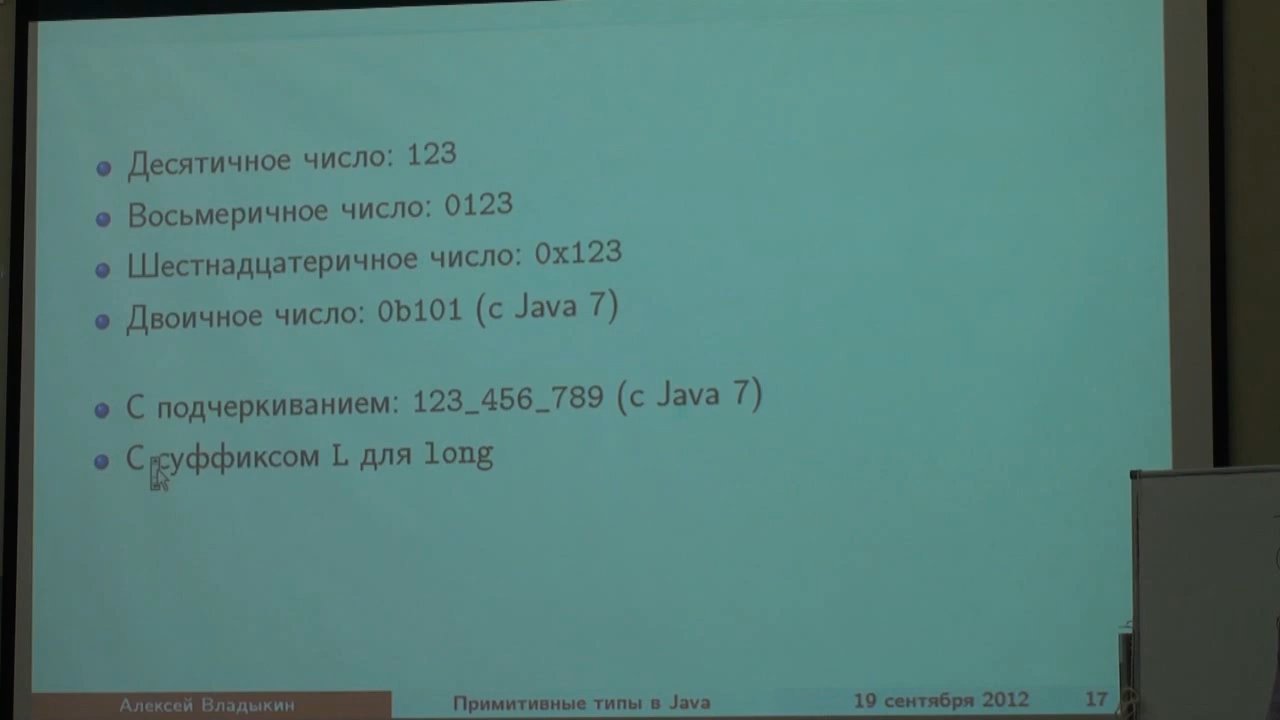 Десятичное число: 123
Восьмеричное число: 0123
Шестнадцатеричное число: 0x123
Двоичное число: 0b101 (с Java 7)
С подчеркиванием: 123_456_789 (с Java 7)
С суффиксом L для long
Алексей Владыкин Примитивные типы в Java 19 сентября 2012 17